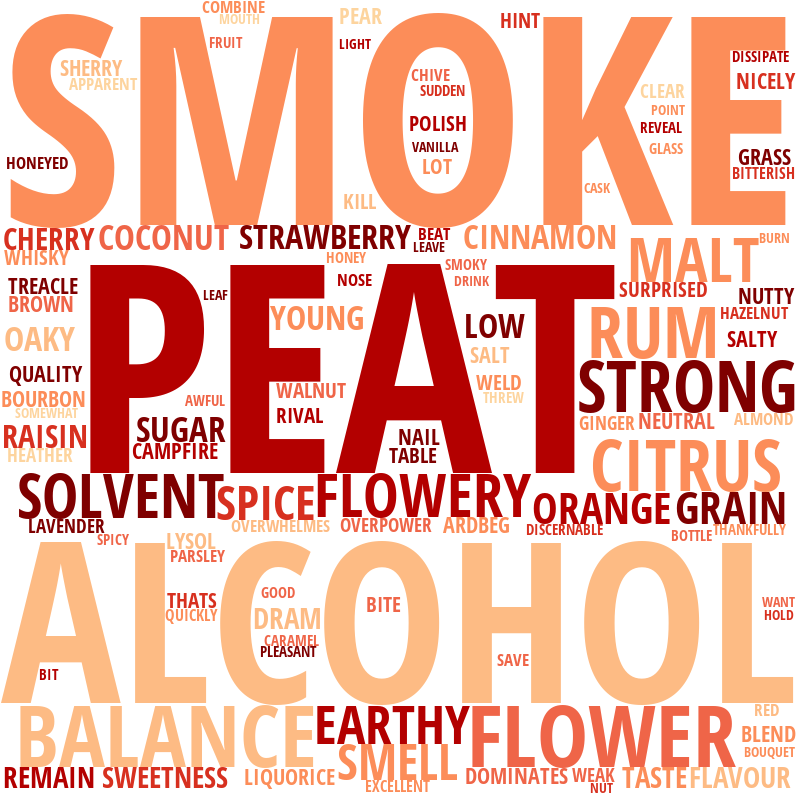 COMBINE
MOUTH
PEAR
HINT
SMOKE
FRUIT
LIGHT
DISSIPATE
SHERRY
APPARENT
CHIVE
SUDDEN
NICELY
CLEAR
POINT
POLISH
REVEAL
VANILLA
GLASS
GRASS
HONEYED
LOT
BITTERISH
CASK
KILL
CHERRY
COCONUT
STRAWBERRY
BEAT
LEAVE
CINNAMON
BURN
WHISKY
HONEY
SMOKY
MALT
TREACLE
LEAF
NOSE
DRINK
SURPRISED
NUTTY
BROWN
PEAT
YOUNG
LOW
RUM
HAZELNUT
OAKY
SALT
SALTY
QUALITY
WALNUT
WELD
STRONG
BOURBON
AWFUL
THREW
SOMEWHAT
RIVAL
RAISIN
SUGAR
NAIL
GINGER
NEUTRAL
ALMOND
HEATHER
CAMPFIRE
TABLE
CITRUS
SOLVENT
SPICE
FLOWERY
ORANGE
GRAIN
LAVENDER
OVERWHELMES
OVERPOWER
ARDBEG
DISCERNABLE
BOTTLE
THANKFULLY
SPICY
LYSOL
PARSLEY
ALCOHOL
GOOD
THATS
QUICKLY
DRAM
BITE
WANT
HOLD
CARAMEL
PLEASANT
SAVE
BIT
BALANCE
EARTHY
FLOWER
RED
BLEND
BOUQUET
SMELL
REMAIN
SWEETNESS
LIQUORICE
EXCELLENT
DOMINATES
WEAK
NUT
TASTE
FLAVOUR